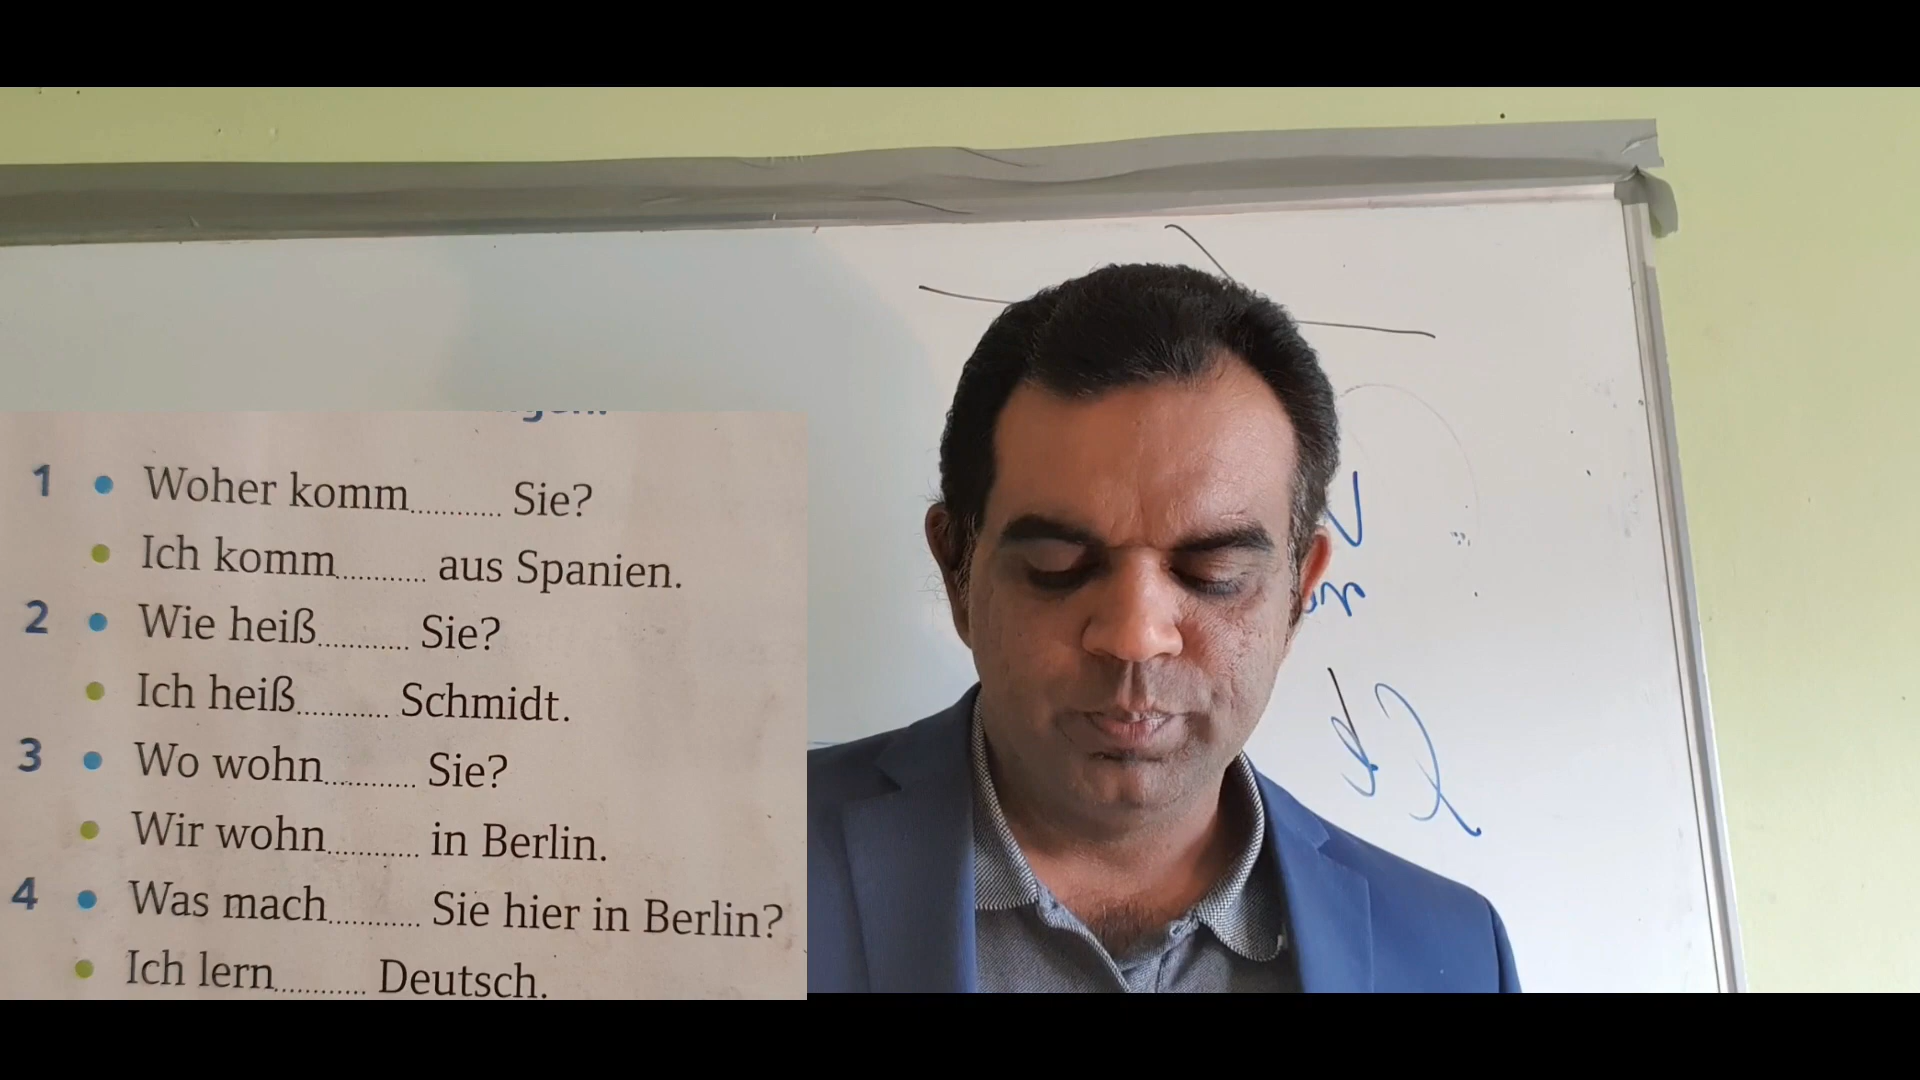 1 • Woher komm............ Sie?
• Ich komm............ aus Spanien.
2 • Wie heiß............ Sie?
• Ich heiß............ Schmidt.
3 • Wo wohn............ Sie?
• Wir wohn............ in Berlin.
4 • Was mach............ Sie hier in Berlin?
• Ich lern............ Deutsch.